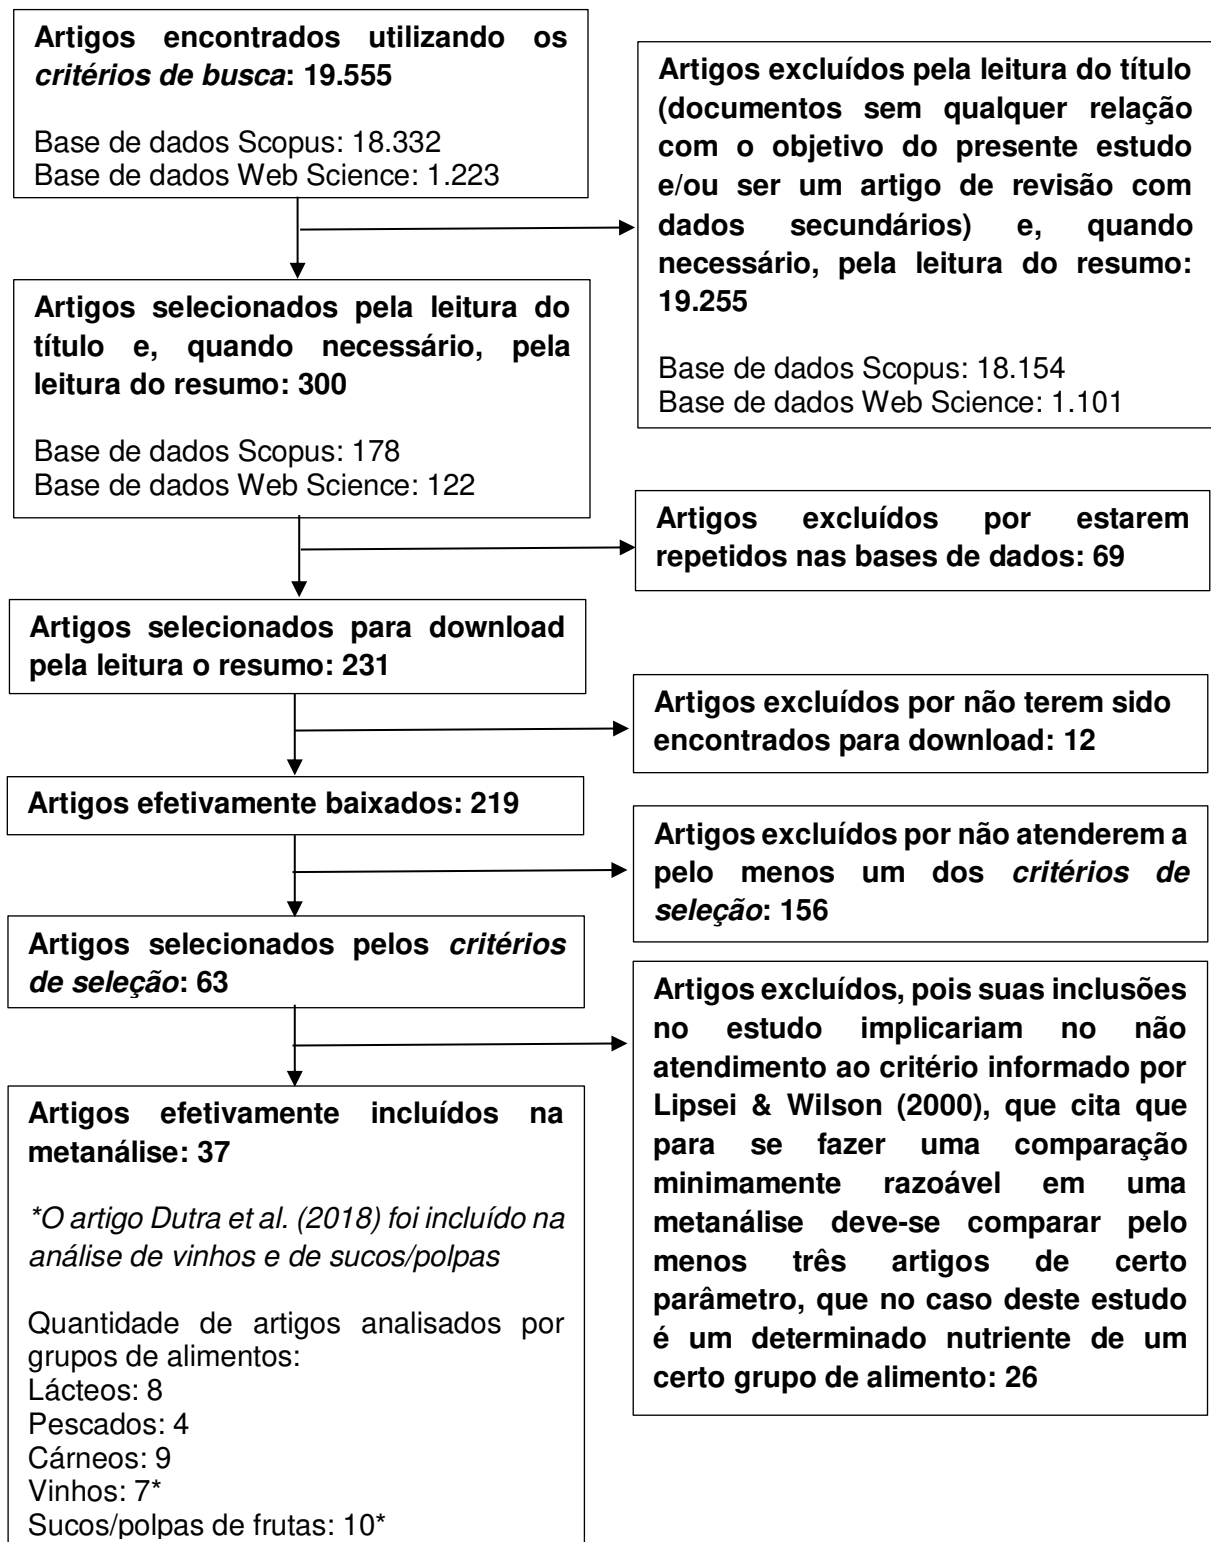 Artigos encontrados utilizando os
critérios de busca: 19.555
Base de dados Scopus: 18.332
Base de dados Web Science: 1.223
Artigos excluídos pela leitura do título
(documentos sem qualquer relação
com o objetivo do presente estudo
e/ou ser um artigo de revisão com
dados secundários) e, quando
necessário, pela leitura do resumo:
19.255
Base de dados Scopus: 18.154
Base de dados Web Science: 1.101
Artigos selecionados pela leitura do
título e, quando necessário, pela
leitura do resumo: 300
Base de dados Scopus: 178
Base de dados Web Science: 122
Artigos excluídos por estarem
repetidos nas bases de dados: 69
Artigos selecionados para download
pela leitura o resumo: 231
Artigos excluídos por não terem sido
encontrados para download: 12
Artigos efetivamente baixados: 219
Artigos excluídos por não atenderem a
pelo menos um dos critérios de
seleção: 156
Artigos selecionados pelos critérios
de seleção: 63
Artigos excluídos, pois suas inclusões
no estudo implicariam no não
atendimento ao critério informado por
Lipsei & Wilson (2000), que cita que
para se fazer uma comparação
minimamente razoável em uma
metanálise deve-se comparar pelo
menos três artigos de certo
parâmetro, que no caso deste estudo
é um determinado nutriente de um
certo grupo de alimento: 26
Artigos efetivamente incluídos na
metanálise: 37
*O artigo Dutra et al. (2018) foi incluído na
análise de vinhos e de sucos/polpas
Quantidade de artigos analisados por
grupos de alimentos:
Lácteos: 8
Pescados: 4
Cárneos: 9
Vinhos: 7*
Sucos/polpas de frutas: 10*